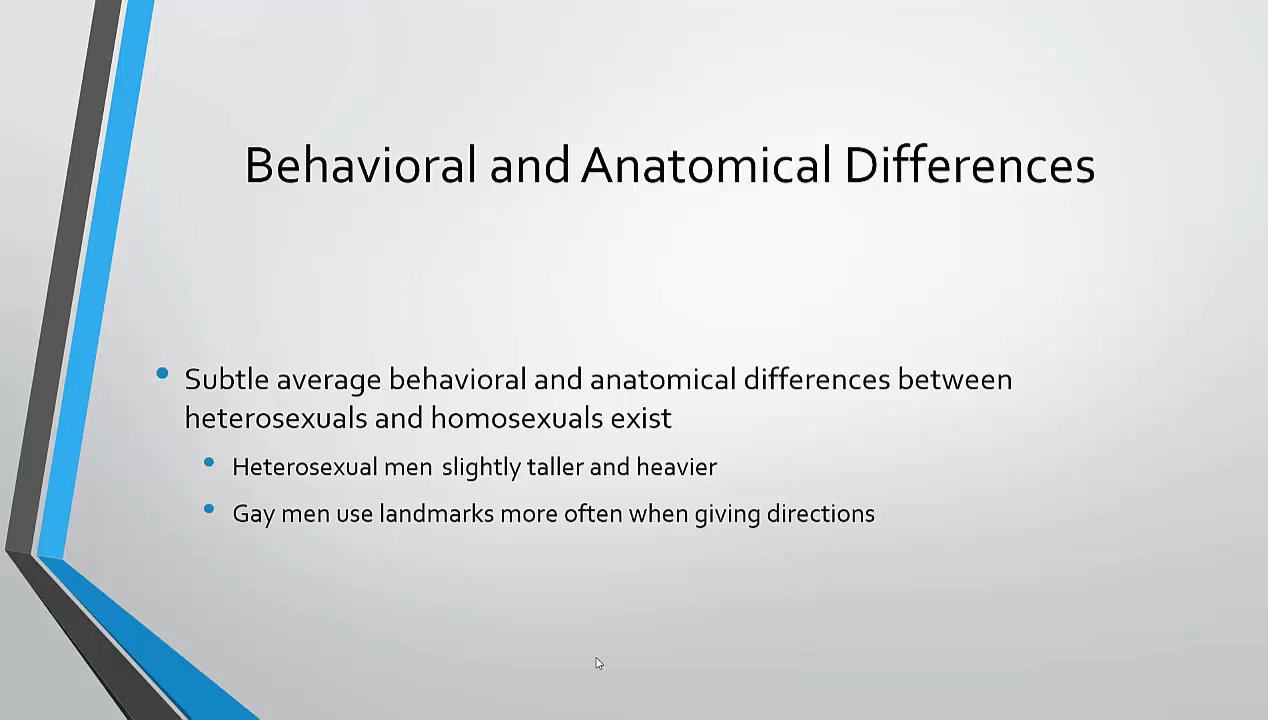 Behavioral and Anatomical Differences
• Subtle average behavioral and anatomical differences between
heterosexuals and homosexuals exist
• Heterosexual men slightly taller and heavier
• Gay men use landmarks more often when giving directions